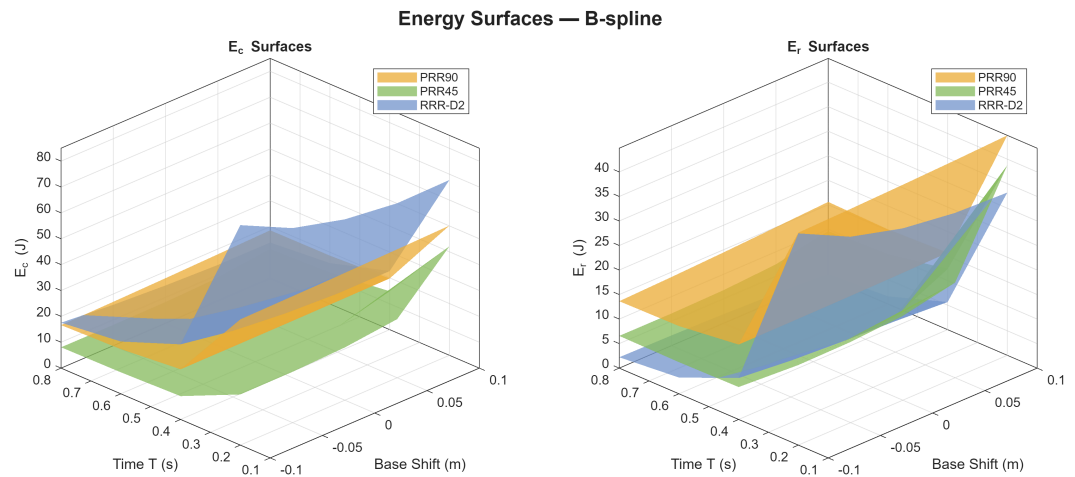 Energy Surfaces — B-spline
E_c Surfaces
PRR90
PRR45
RRR-D2
80
70
60
50
40
30
20
10
0
E_c (J)
0.8
0.7
0.6
0.5
0.4
0.3
0.2
0.1
Time T (s)
-0.1
-0.05
0
0.05
0.1
Base Shift (m)
E_r Surfaces
PRR90
PRR45
RRR-D2
40
35
30
25
20
15
10
5
0
E_r (J)
0.8
0.7
0.6
0.5
0.4
0.3
0.2
0.1
Time T (s)
-0.1
-0.05
0
0.05
0.1
Base Shift (m)